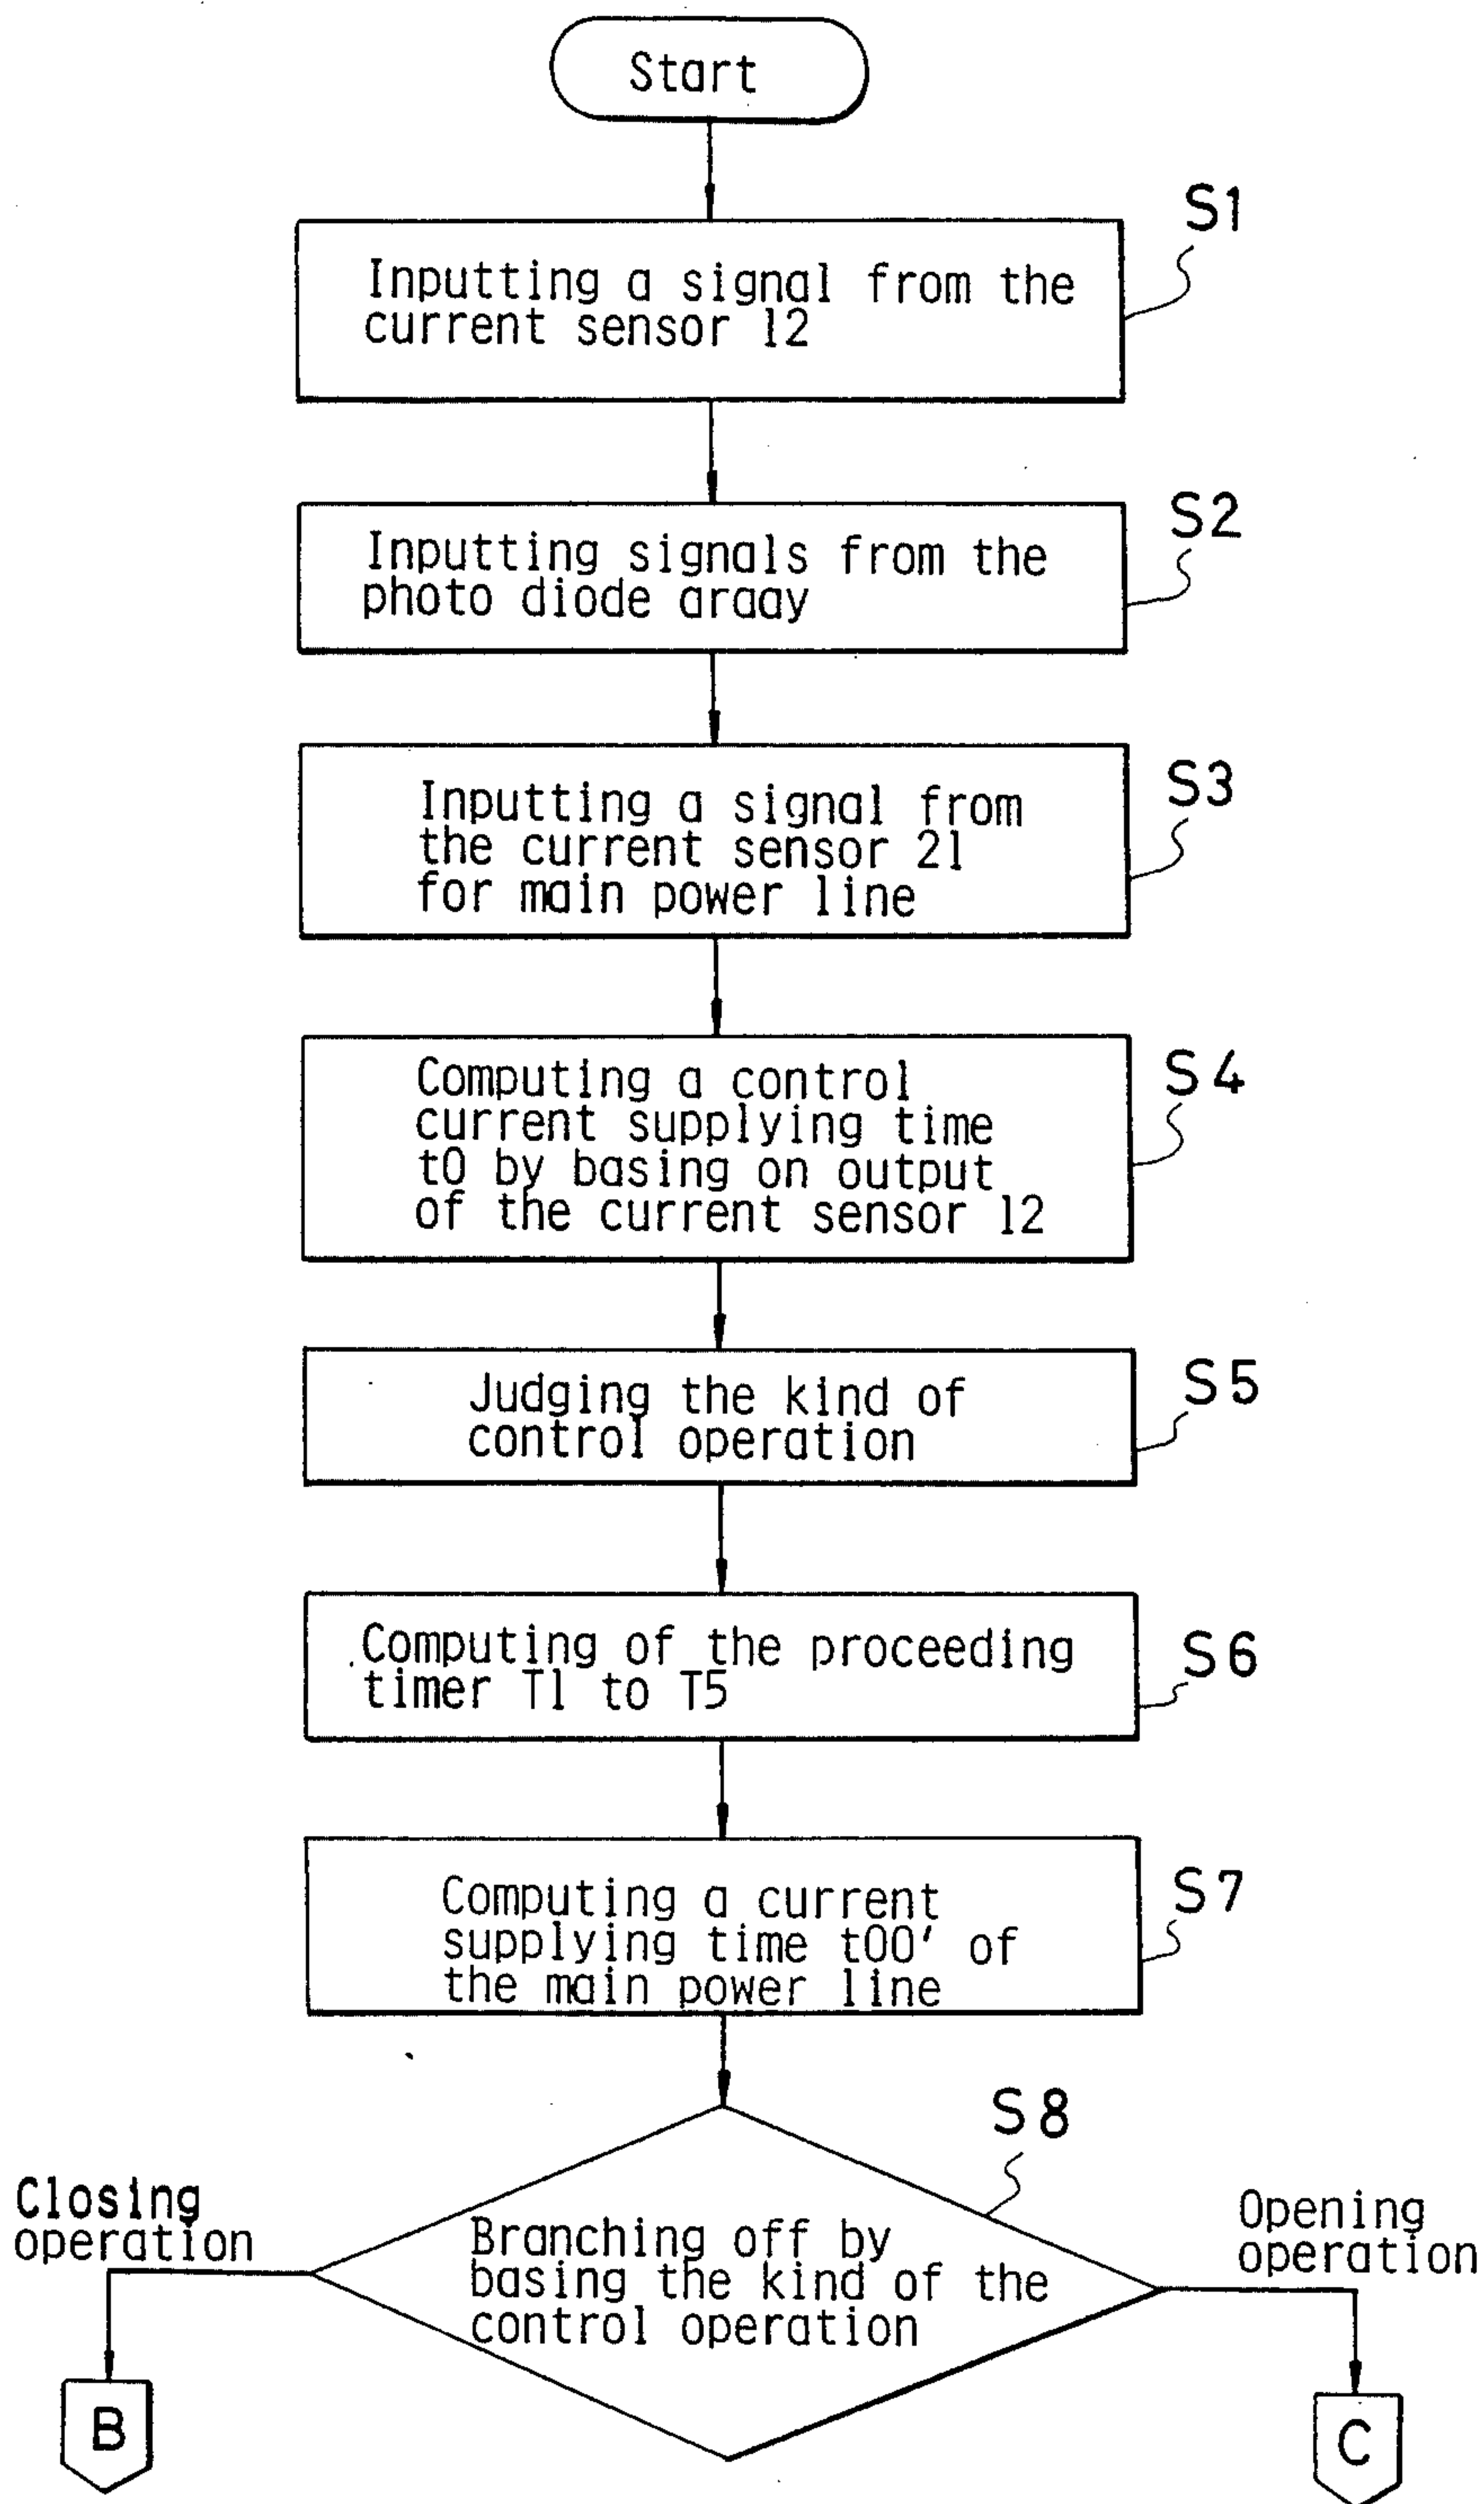 Start
S1
Inputting a signal from the
current sensor 12
S2
Inputting signals from the
photo diode araay
S3
Inputting a signal from
the current sensor 21
for main power line
S4
Computing a control
current supplying time
t0 by basing on output
of the current sensor 12
S5
Judging the kind of
control operation
S6
Computing of the proceeding
timer T1 to T5
S7
Computing a current
supplying time t00' of
the main power line
S8
Closing
operation
Branching off by
basing the kind of the
control operation
Opening
operation
B
C